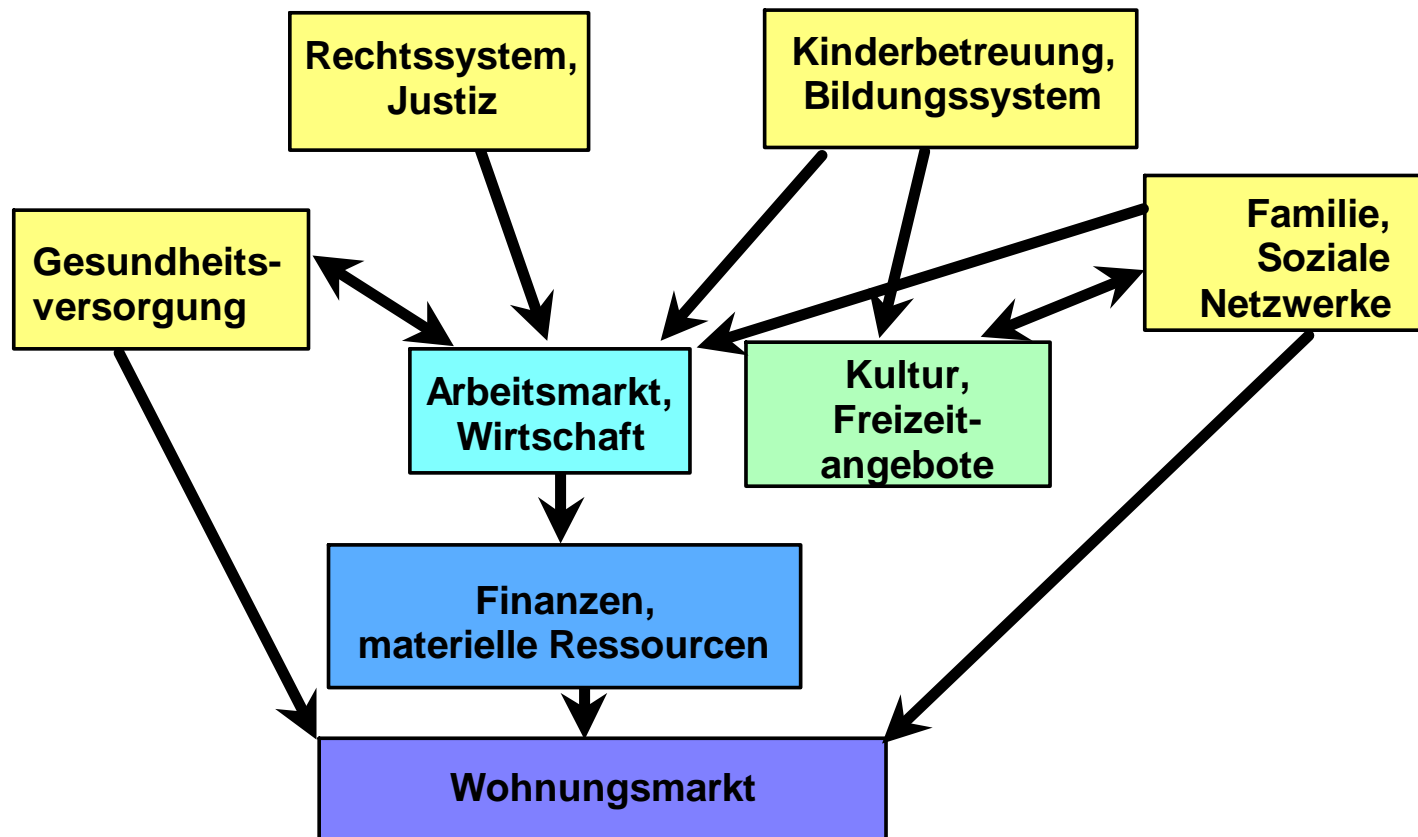 Rechtssystem,
Justiz
Kinderbetreuung,
Bildungssystem
Gesundheits-
versorgung
Familie,
Soziale
Netzwerke
Arbeitsmarkt,
Wirtschaft
Kultur,
Freizeit-
angebote
Finanzen,
materielle Ressourcen
Wohnungsmarkt